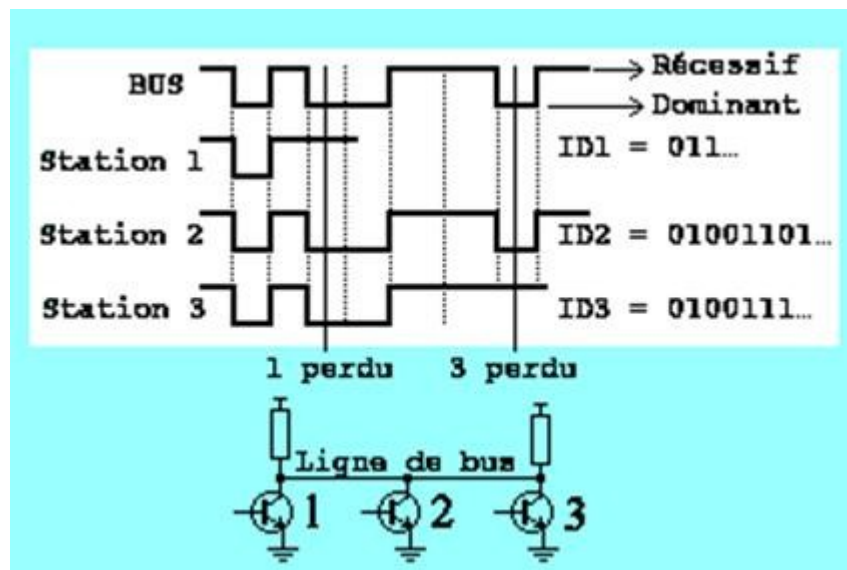 BUS
Récessif
Dominant
Station 1
ID1 = 011…
Station 2
ID2 = 01001101…
Station 3
ID3 = 0100111…
1 perdu
3 perdu
Ligne de bus
1
2
3